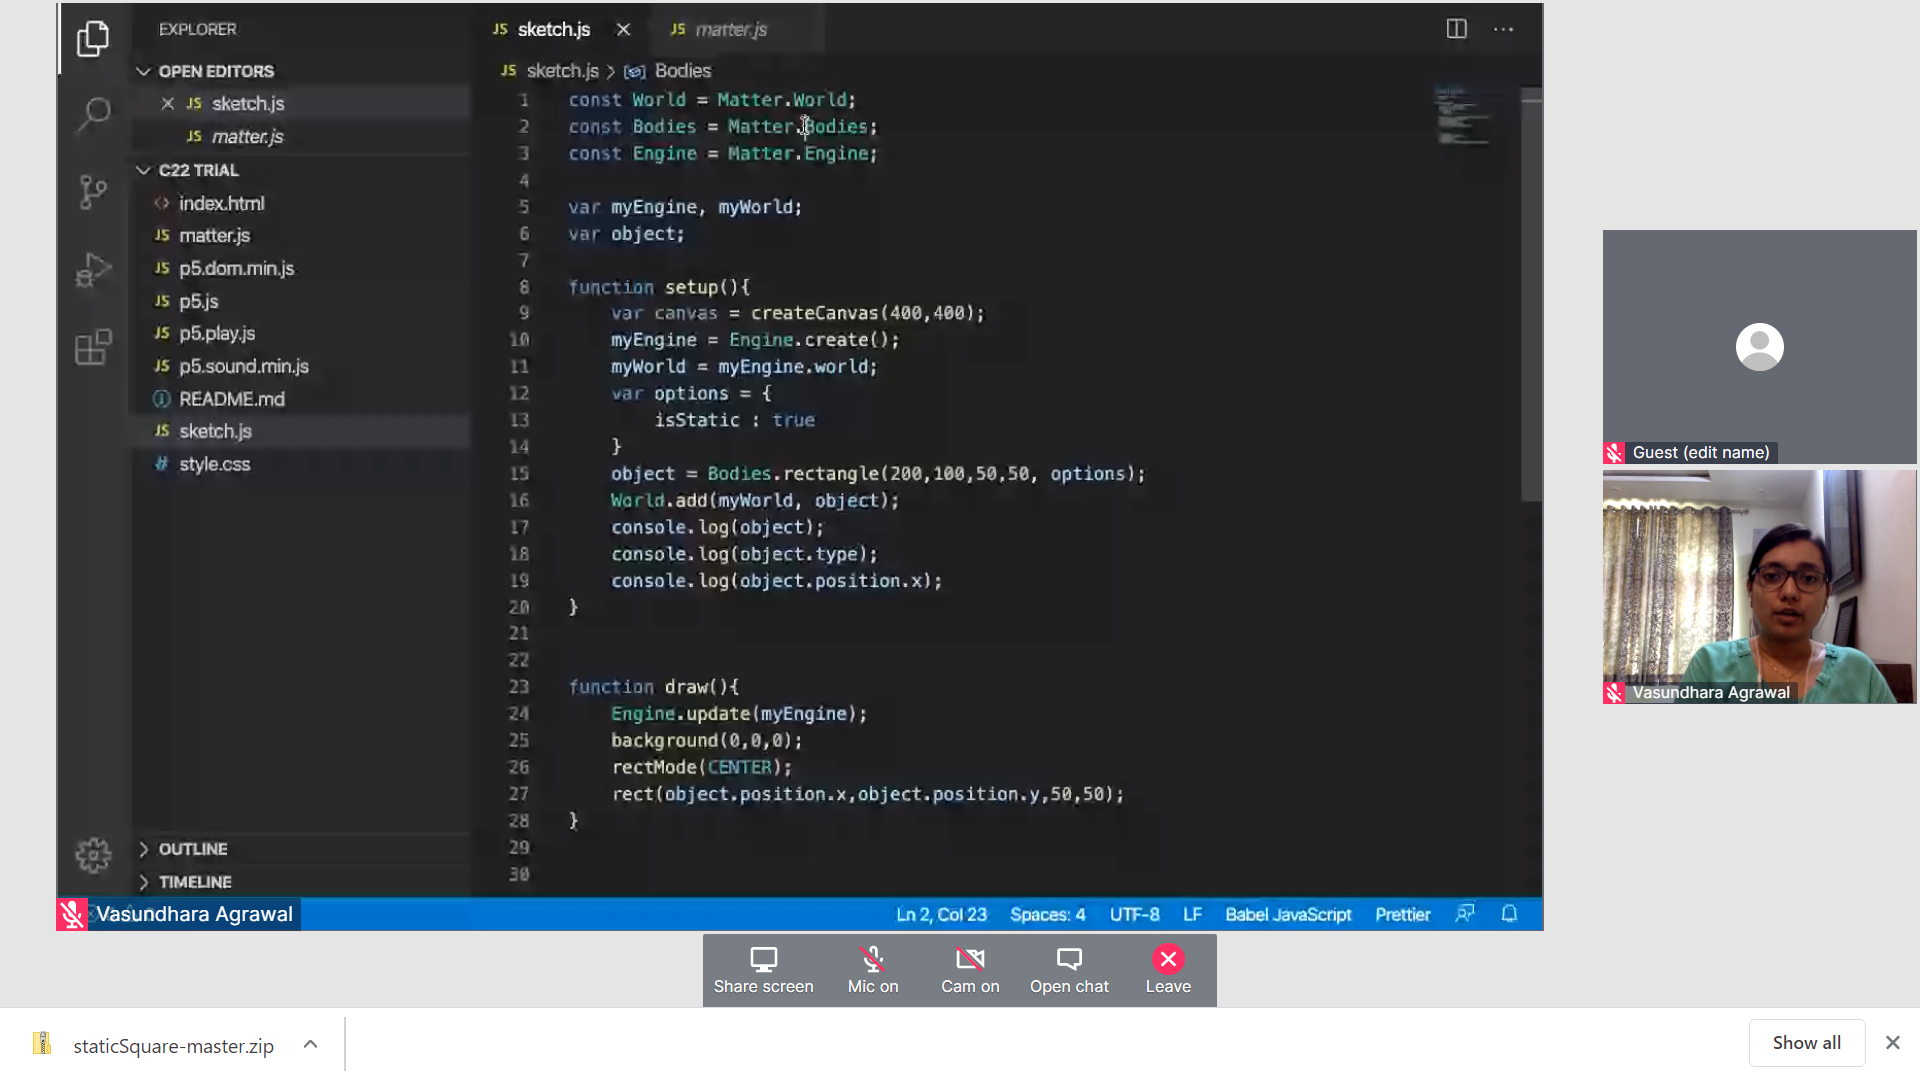 EXPLORER
OPEN EDITORS
JS sketch.js
JS matter.js
C22 TRIAL
<> index.html
JS matter.js
JS p5.dom.min.js
JS p5.js
JS p5.play.js
JS p5.sound.min.js
README.md
JS sketch.js
# style.css
OUTLINE
TIMELINE
JS sketch.js
JS matter.js
JS sketch.js > Bodies
1 const World = Matter.World;
2 const Bodies = Matter.Bodies;
3 const Engine = Matter.Engine;
4
5 var myEngine, myWorld;
6 var object;
7
8 function setup(){
9 var canvas = createCanvas(400,400);
10 myEngine = Engine.create();
11 myWorld = myEngine.world;
12 var options = {
13 isStatic : true
14 }
15 object = Bodies.rectangle(200,100,50,50, options);
16 World.add(myWorld, object);
17 console.log(object);
18 console.log(object.type);
19 console.log(object.position.x);
20 }
21
22
23 function draw(){
24 Engine.update(myEngine);
25 background(0,0,0);
26 rectMode(CENTER);
27 rect(object.position.x,object.position.y,50,50);
28 }
29
30
Vasundhara Agrawal
Ln 2, Col 23
Spaces: 4
UTF-8
LF
Babel JavaScript
Prettier
Guest (edit name)
Vasundhara Agrawal
Share screen
Mic on
Cam on
Open chat
Leave
staticSquare-master.zip
Show all